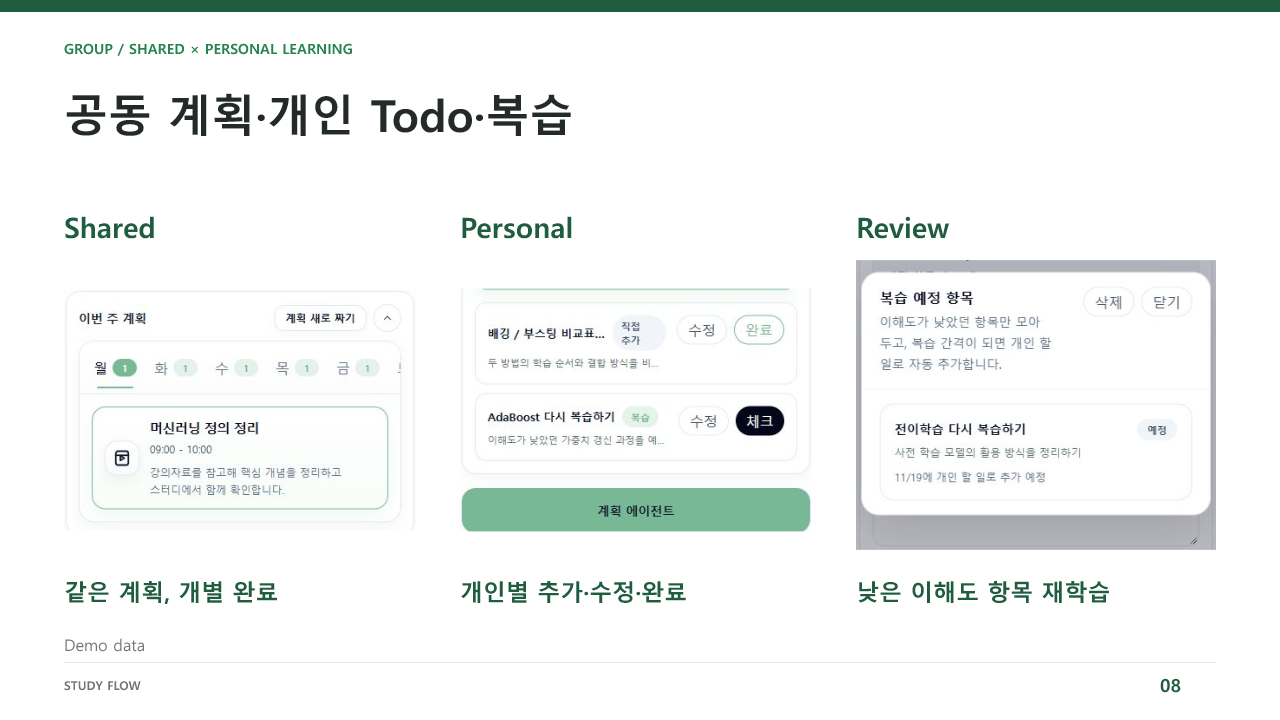 GROUP / SHARED × PERSONAL LEARNING
공동 계획·개인 Todo·복습
Shared
이번 주 계획
계획 새로 짜기
월 1 화 1 수 1 목 1 금 1
머신러닝 정의 정리
09:00 - 10:00
강의자료를 참고해 핵심 개념을 정리하고
스터디에서 함께 확인합니다.
같은 계획, 개별 완료
Personal
배깅 / 부스팅 비교표...
직접
추가
수정
완료
두 방법의 학습 순서와 결합 방식을 비...
AdaBoost 다시 복습하기
복습
수정
체크
이해도가 낮았던 가중치 갱신 과정을 예...
계획 에이전트
개인별 추가·수정·완료
Review
복습 예정 항목
삭제
닫기
이해도가 낮았던 항목만 모아
두고, 복습 간격이 되면 개인 할
일로 자동 추가합니다.
전이학습 다시 복습하기
예정
사전 학습 모델의 활용 방식을 정리하기
11/19에 개인 할 일로 추가 예정
낮은 이해도 항목 재학습
Demo data
STUDY FLOW
08